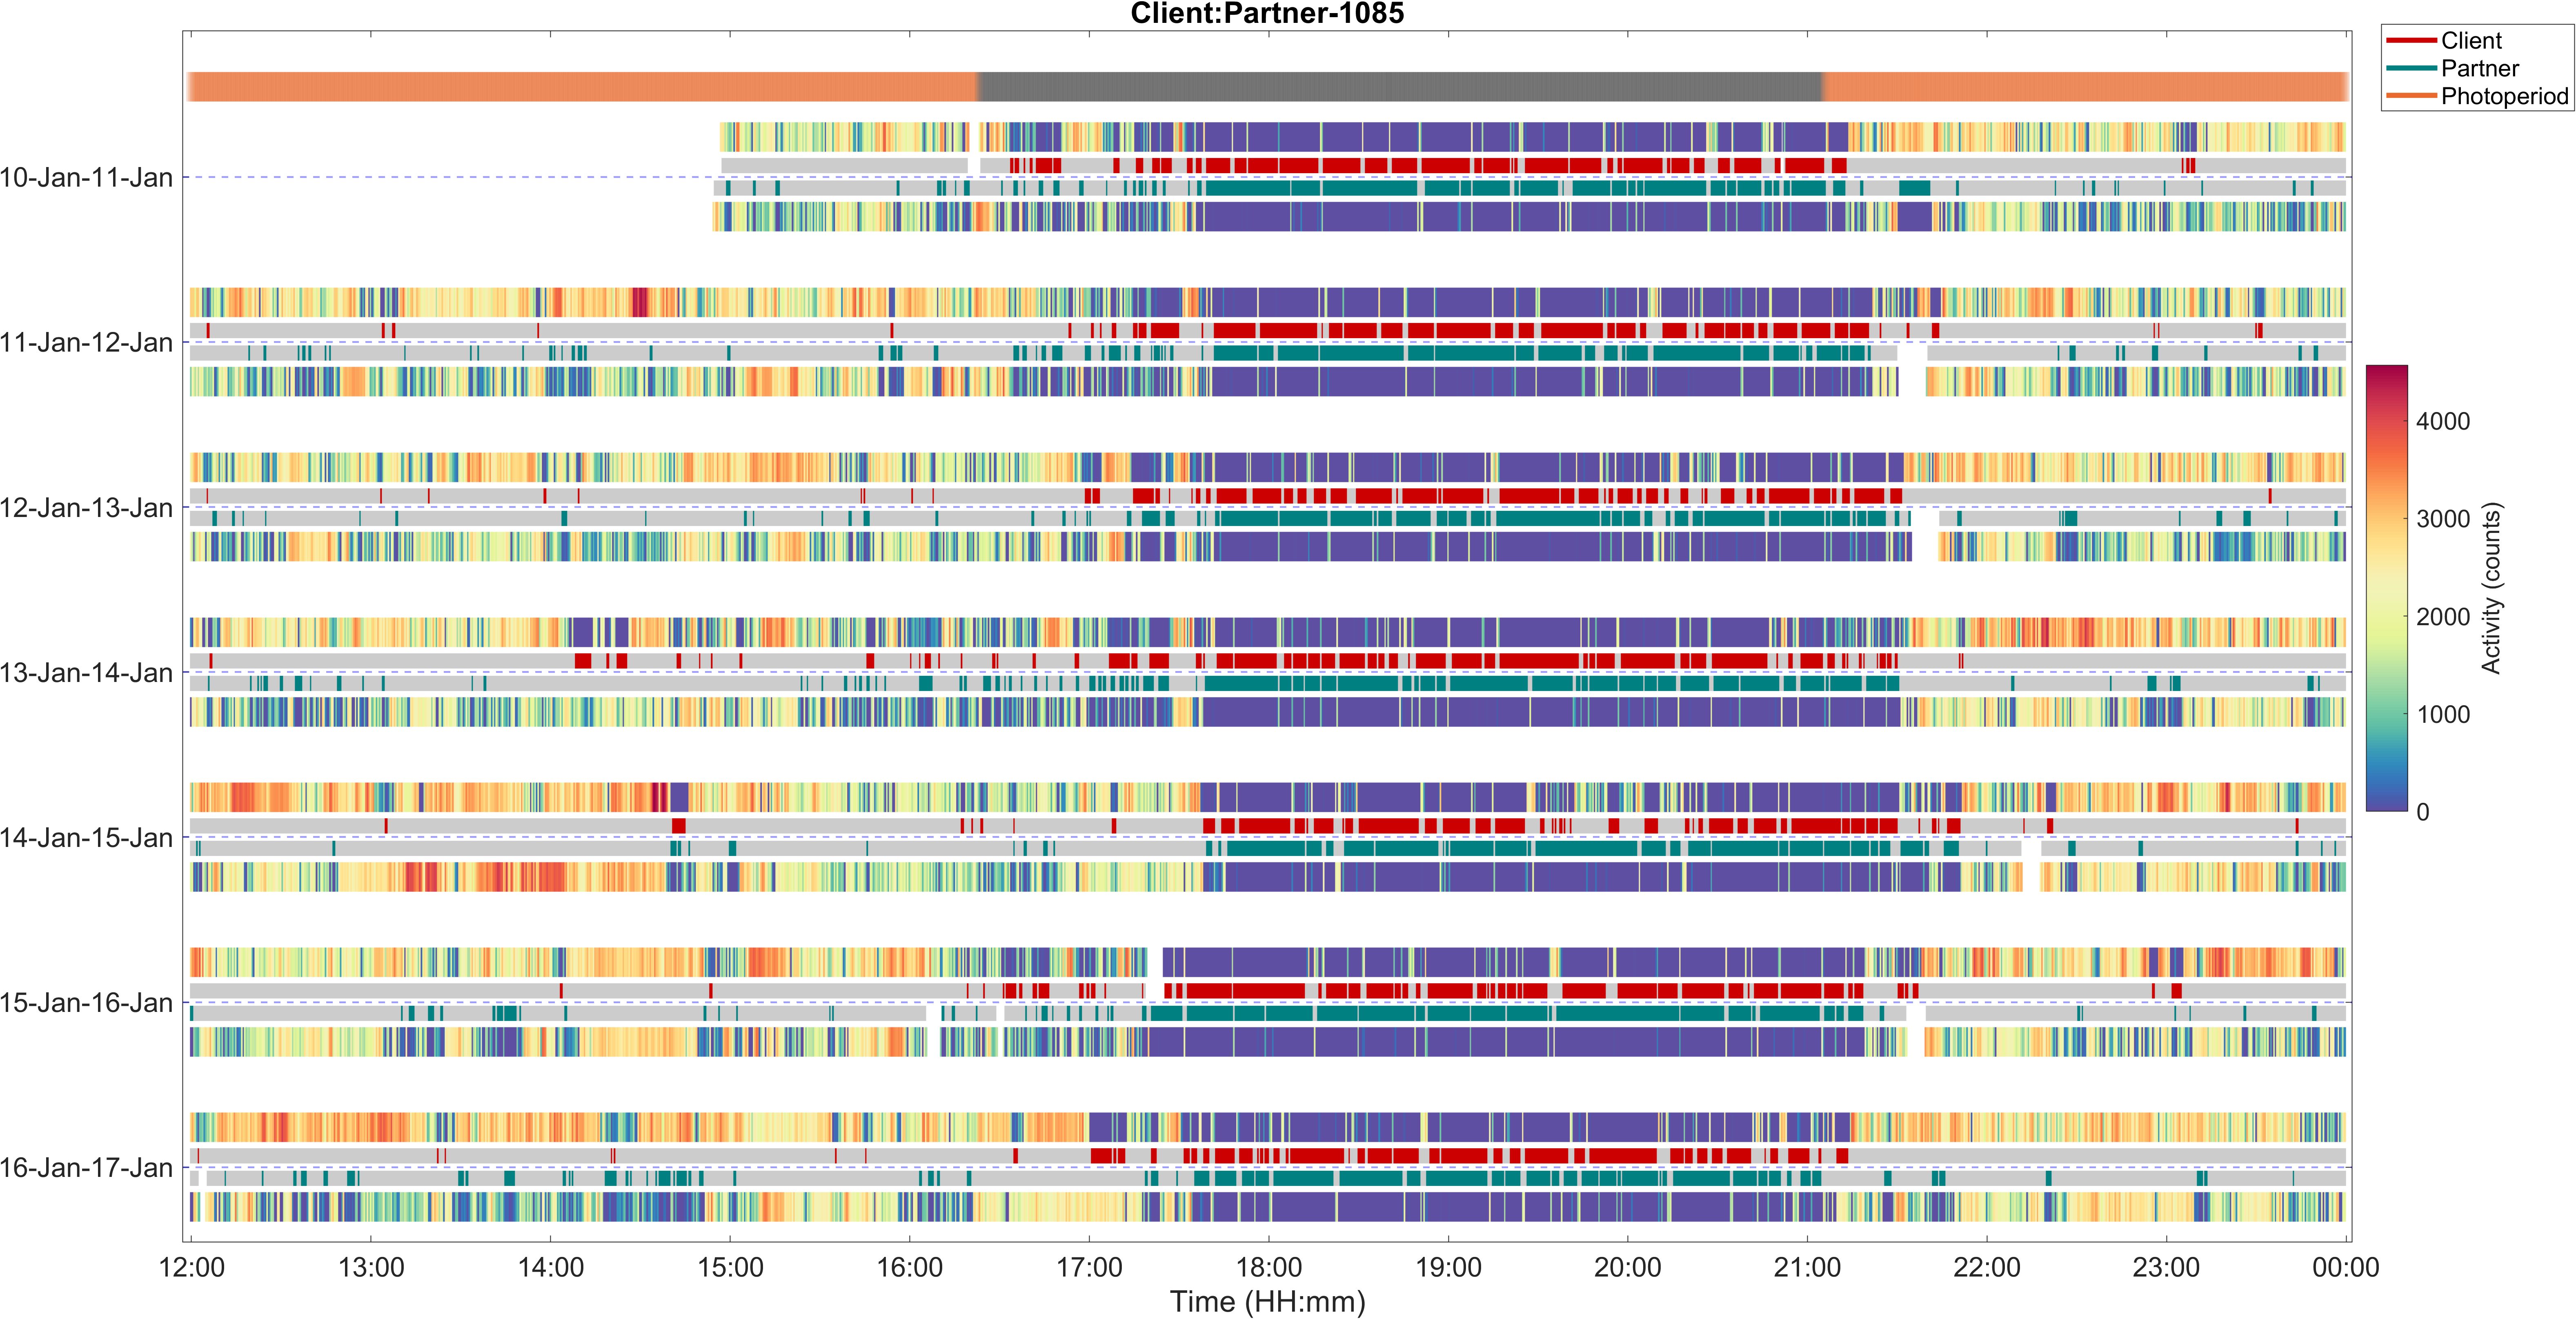 Client:Partner-1085
Client
Partner
Photoperiod
10-Jan-11-Jan
11-Jan-12-Jan
12-Jan-13-Jan
13-Jan-14-Jan
14-Jan-15-Jan
15-Jan-16-Jan
16-Jan-17-Jan
4000
3000
2000
1000
0
Activity (counts)
12:00 13:00 14:00 15:00 16:00 17:00 18:00 19:00 20:00 21:00 22:00 23:00 00:00
Time (HH:mm)